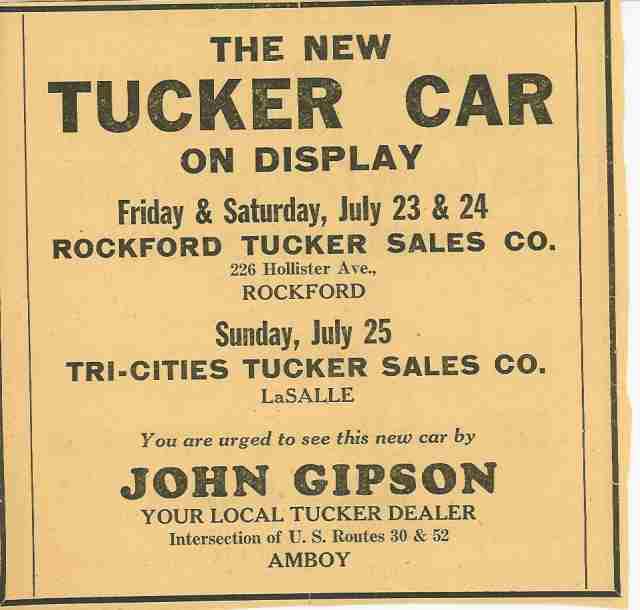 THE NEW
TUCKER CAR
ON DISPLAY
Friday & Saturday, July 23 & 24
ROCKFORD TUCKER SALES CO.
226 Hollister Ave.,
ROCKFORD
Sunday, July 25
TRI-CITIES TUCKER SALES CO.
LaSALLE
You are urged to see this new car by
JOHN GIPSON
YOUR LOCAL TUCKER DEALER
Intersection of U. S. Routes 30 & 52
AMBOY